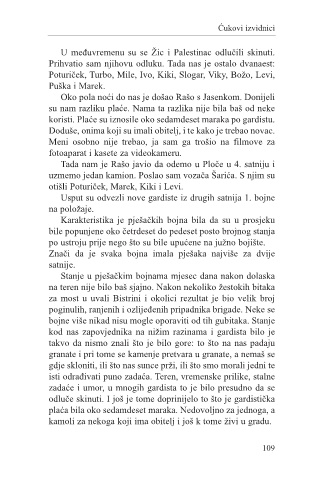 Ćukovi izvidnici
U međuvremenu su se Žic i Palestinac odlučili skinuti.
Prihvatio sam njihovu odluku. Tada nas je ostalo dvanaest:
Poturiček, Turbo, Mile, Ivo, Kiki, Slogar, Viky, Božo, Levi,
Puška i Marek.
Oko pola noći do nas je došao Rašo s Jasenkom. Donijeli
su nam razliku plaće. Nama ta razlika nije bila baš od neke
koristi. Plaće su iznosile oko sedamdeset maraka po gardistu.
Doduše, onima koji su imali obitelj, i te kako je trebao novac.
Meni osobno nije trebao, ja sam ga trošio na filmove za
fotoaparat i kasete za videokameru.
Tada nam je Rašo javio da odemo u Ploče u 4. satniju i
uzmemo jedan kamion. Poslao sam vozača Šarića. S njim su
otišli Poturiček, Marek, Kiki i Levi.
Usput su odvezli nove gardiste iz drugih satnija 1. bojne
na položaje.
Karakteristika je pješačkih bojna bila da su u prosjeku
bile popunjene oko četrdeset do pedeset posto brojnog stanja
po ustroju prije nego što su bile upućene na južno bojište.
Znači da je svaka bojna imala pješaka najviše za dvije
satnije.
Stanje u pješačkim bojnama mjesec dana nakon dolaska
na teren nije bilo baš sjajno. Nakon nekoliko žestokih bitaka
za most u uvali Bistrini i okolici rezultat je bio velik broj
poginulih, ranjenih i ozlijeđenih pripadnika brigade. Neke se
bojne više nikad nisu mogle oporaviti od tih gubitaka. Stanje
kod nas zapovjednika na nižim razinama i gardista bilo je
takvo da nismo znali što je bilo gore: to što na nas padaju
granate i pri tome se kamenje pretvara u granate, a nemaš se
gdje skloniti, ili što nas sunce prži, ili što smo morali jedni te
isti odrađivati puno zadaća. Teren, vremenske prilike, stalne
zadaće i umor, u mnogih gardista to je bilo presudno da se
odluče skinuti. I još je tome doprinijelo to što je gardistička
plaća bila oko sedamdeset maraka. Nedovoljno za jednoga, a
kamoli za nekoga koji ima obitelj i još k tome živi u gradu.
109